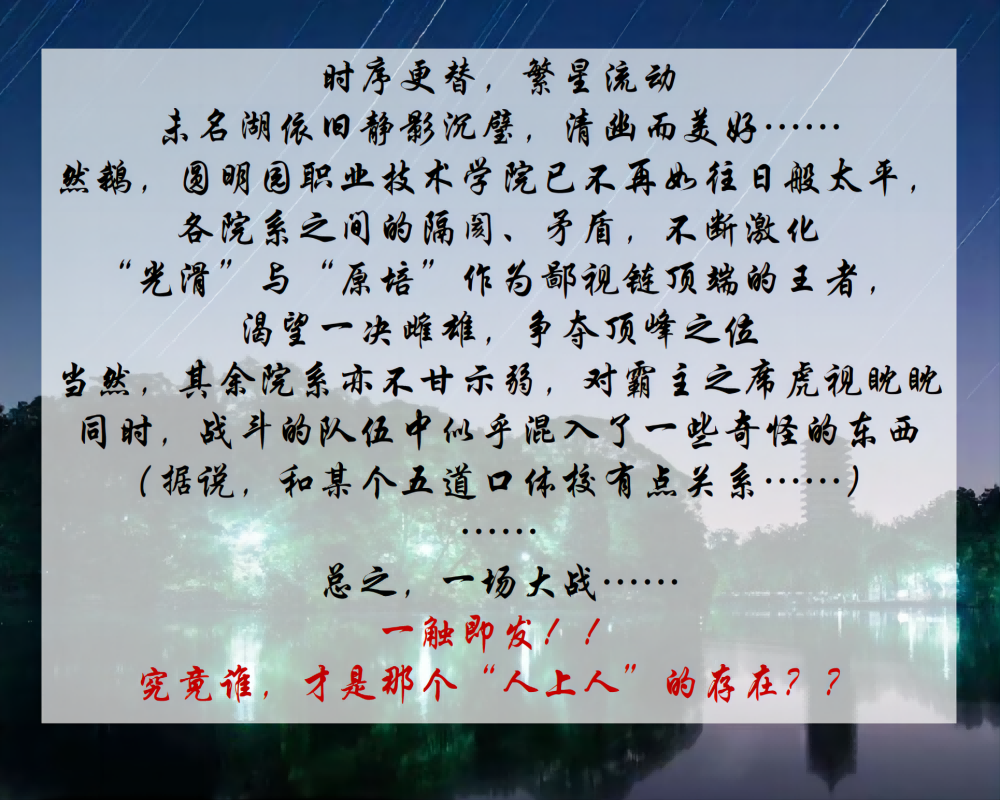 时序更替，繁星流动
未名湖依旧静影沉璧，清幽而美好……
然鹅，圆明园职业技术学院已不再如往日般太平，
各院系之间的隔阂、矛盾，不断激化
“光滑”与“原培”作为鄙视链顶端的王者，
渴望一决雌雄，争夺顶峰之位
当然，其余院系亦不甘示弱，对霸主之席虎视眈眈
同时，战斗的队伍中似乎混入了一些奇怪的东西
（据说，和某个五道口体校有点关系……）
……
总之，一场大战……
一触即发！！
究竟谁，才是那个“人上人”的存在？？